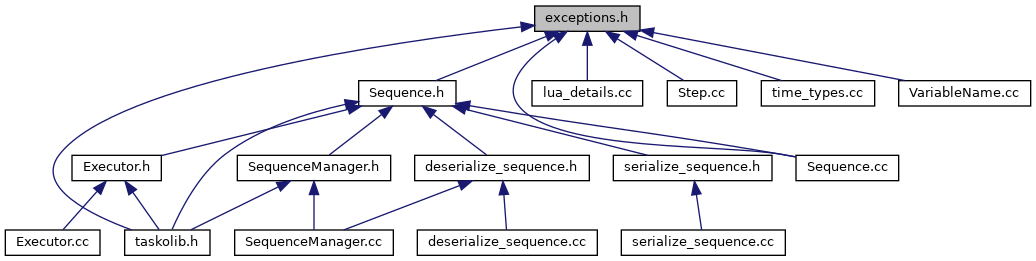 exceptions.h
Sequence.h
lua_details.cc
Step.cc
time_types.cc
VariableName.cc
Executor.h
SequenceManager.h
deserialize_sequence.h
serialize_sequence.h
Sequence.cc
Executor.cc
taskolib.h
SequenceManager.cc
deserialize_sequence.cc
serialize_sequence.cc